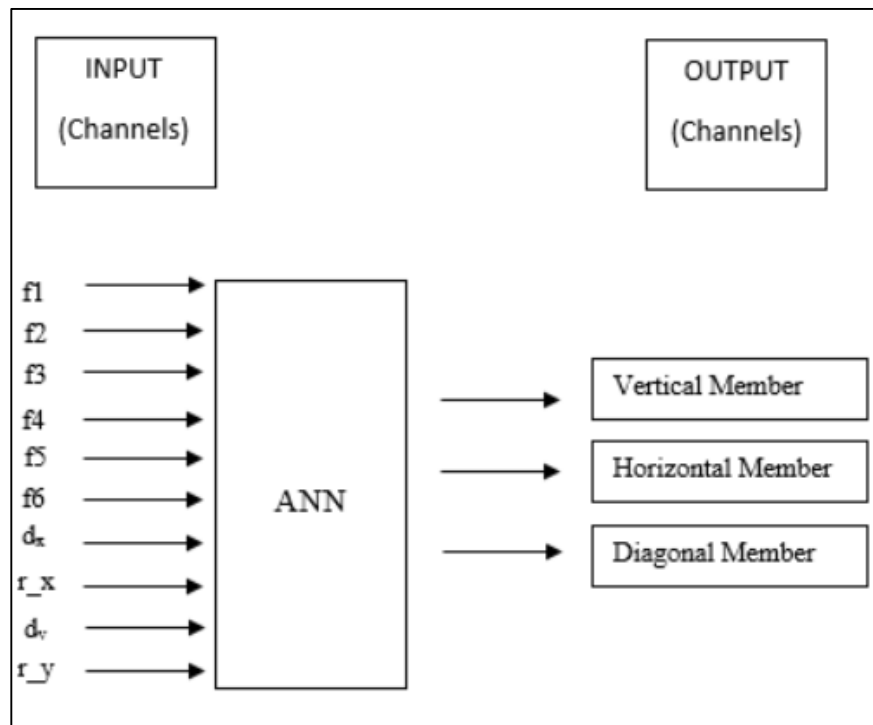 INPUT
(Channels)
OUTPUT
(Channels)
f1
f2
f3
f4
f5
f6
dₓ
r_x
dᵧ
r_y
ANN
Vertical Member
Horizontal Member
Diagonal Member